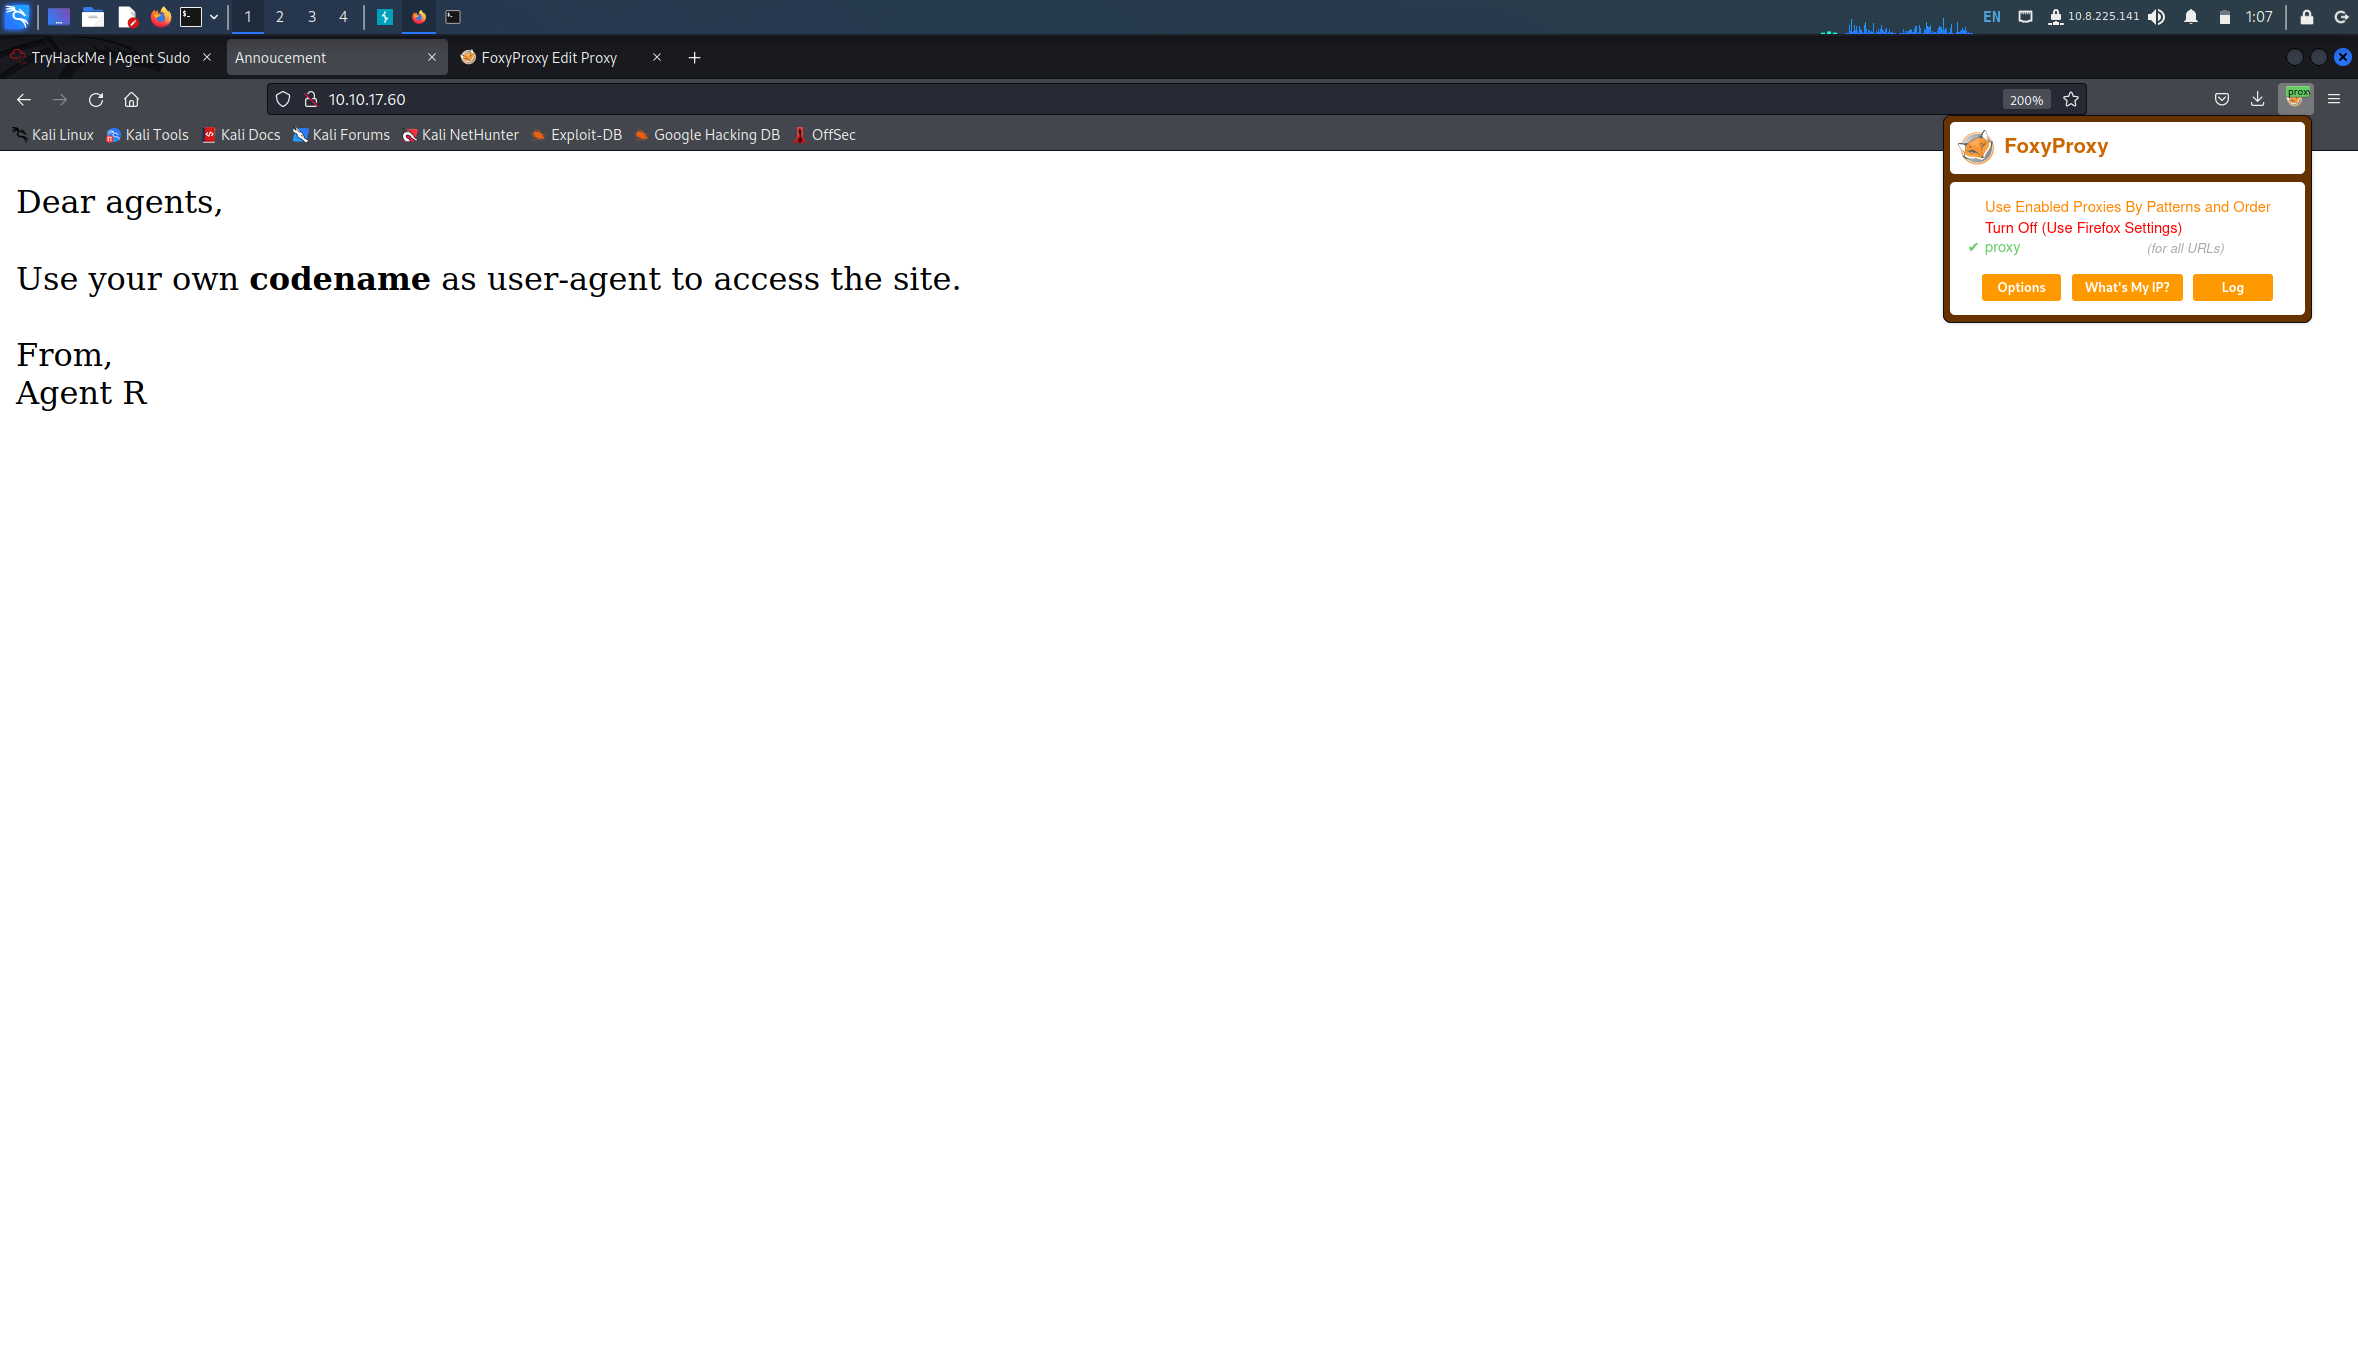 1 2 3 4 EN 10.8.225.141 1:07
TryHackMe | Agent Sudo Annoucement FoxyProxy Edit Proxy
10.10.17.60 200% proxy
Kali Linux Kali Tools Kali Docs Kali Forums Kali NetHunter Exploit-DB Google Hacking DB OffSec
FoxyProxy
Use Enabled Proxies By Patterns and Order
Turn Off (Use Firefox Settings)
✔ proxy (for all URLs)
Options What's My IP? Log
Dear agents,
Use your own codename as user-agent to access the site.
From,
Agent R